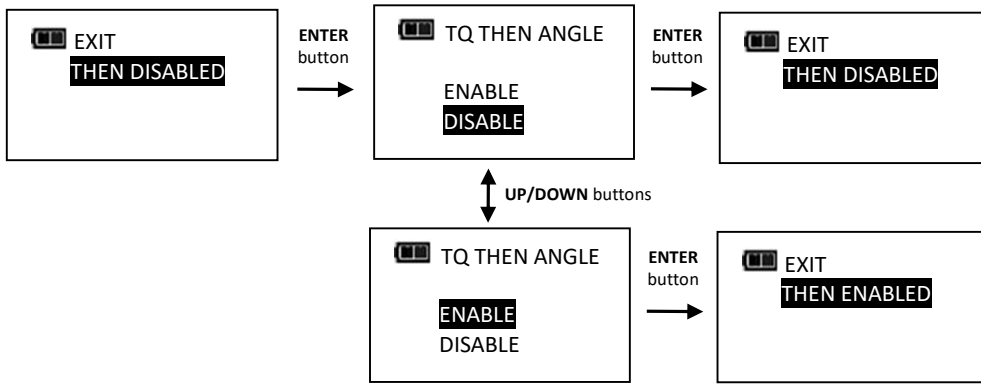 EXIT
THEN DISABLED
ENTER
button
TQ THEN ANGLE
ENABLE
DISABLE
ENTER
button
EXIT
THEN DISABLED
UP/DOWN buttons
TQ THEN ANGLE
ENABLE
DISABLE
ENTER
button
EXIT
THEN ENABLED